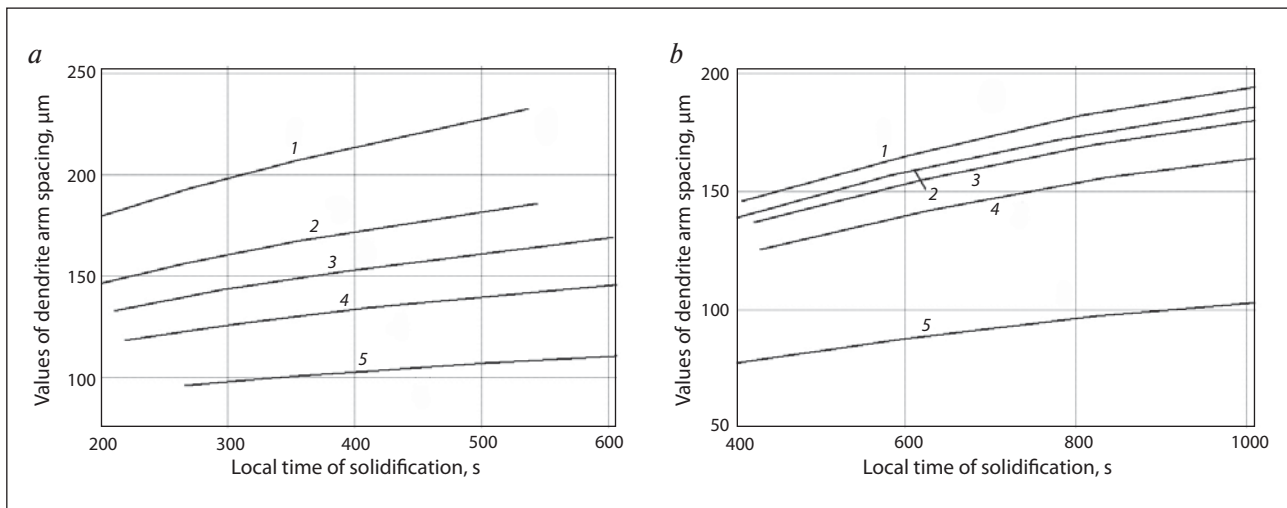 a
Values of dendrite arm spacing, μm
250
200
150
100
1
2
3
4
5
200 300 400 500 600
Local time of solidification, s
b
Values of dendrite arm spacing, μm
200
150
100
50
1
2
3
4
5
400 600 800 1000
Local time of solidification, s